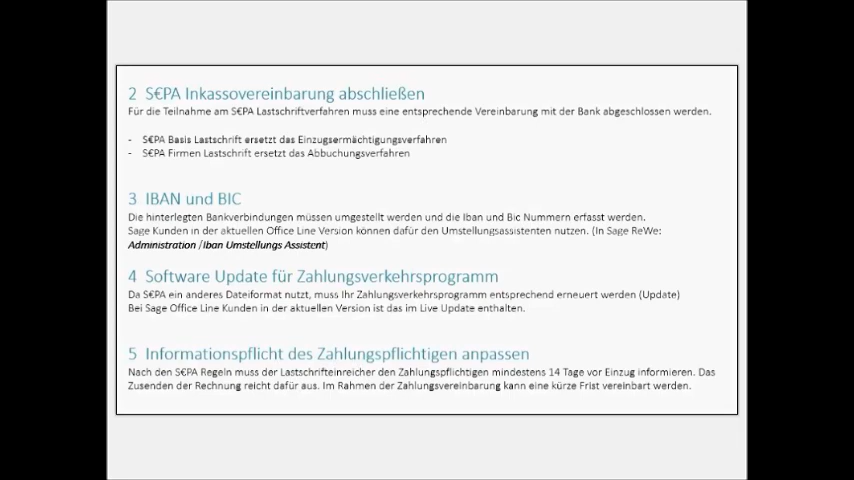 2 S€PA Inkassovereinbarung abschließen
Für die Teilnahme am S€PA Lastschriftverfahren muss eine entsprechende Vereinbarung mit der Bank abgeschlossen werden.
- S€PA Basis Lastschrift ersetzt das Einzugsermächtigungsverfahren
- S€PA Firmen Lastschrift ersetzt das Abbuchungsverfahren
3 IBAN und BIC
Die hinterlegten Bankverbindungen müssen umgestellt werden und die Iban und Bic Nummern erfasst werden.
Sage Kunden in der aktuellen Office Line Version können dafür den Umstellungsassistenten nutzen. (In Sage ReWe:
Administration /Iban Umstellungs Assistent)
4 Software Update für Zahlungsverkehrsprogramm
Da S€PA ein anderes Dateiformat nutzt, muss Ihr Zahlungsverkehrsprogramm entsprechend erneuert werden (Update)
Bei Sage Office Line Kunden in der aktuellen Version ist das im Live Update enthalten.
5 Informationspflicht des Zahlungspflichtigen anpassen
Nach den S€PA Regeln muss der Lastschrifteinreicher den Zahlungspflichtigen mindestens 14 Tage vor Einzug informieren. Das
Zusenden der Rechnung reicht dafür aus. Im Rahmen der Zahlungsvereinbarung kann eine kürze Frist vereinbart werden.